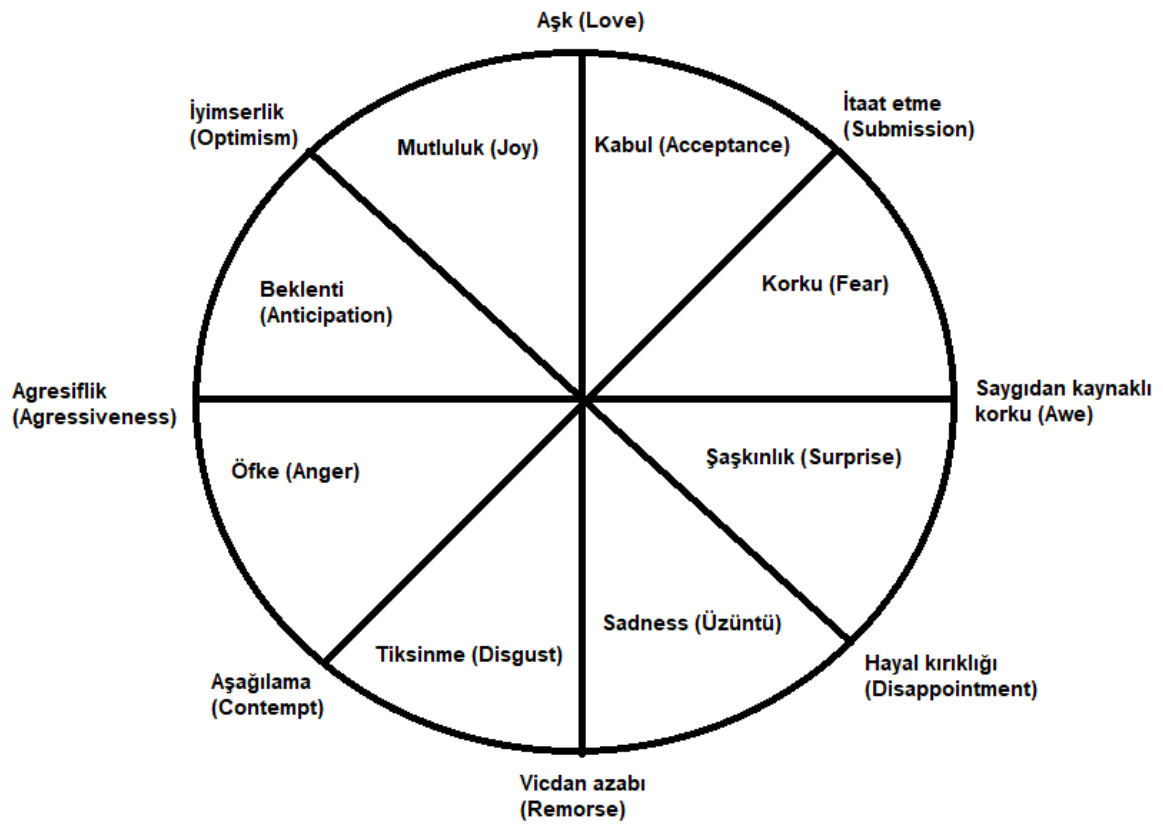 Aşk (Love)
İyimserlik
(Optimism)
İtaat etme
(Submission)
Mutluluk (Joy)
Kabul (Acceptance)
Beklenti
(Anticipation)
Korku (Fear)
Agresiflik
(Agressiveness)
Saygıdan kaynaklı
korku (Awe)
Öfke (Anger)
Şaşkınlık (Surprise)
Tiksinme (Disgust)
Sadness (Üzüntü)
Aşağılama
(Contempt)
Hayal kırıklığı
(Disappointment)
Vicdan azabı
(Remorse)